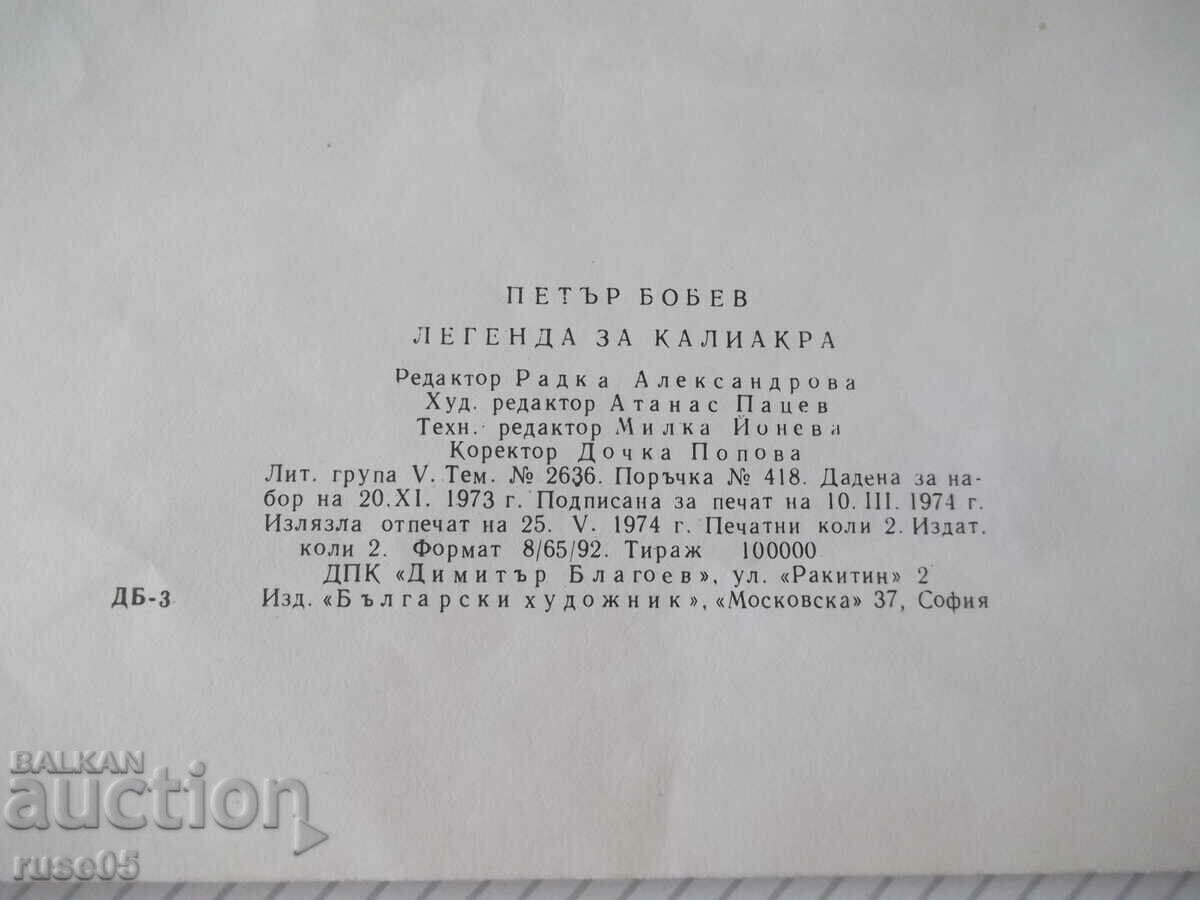 ПЕТЪР БОБЕВ
ЛЕГЕНДА ЗА КАЛИАКРА
Редактор Радка Александрова
Худ. редактор Атанас Пацев
Техн. редактор Милка Йонева
Коректор Дочка Попова
Лит. група V. Тем. № 2636. Поръчка № 418. Дадена за на-
бор на 20.XI. 1973 г. Подписана за печат на 10. III. 1974 г.
Излязла отпечат на 25. V. 1974 г. Печатни коли 2. Издат.
коли 2. Формат 8/65/92. Тираж 100000
ДПК «Димитър Благоев», ул. «Ракитин» 2
ДБ-3 Изд. «Български художник», «Московска» 37, София
BALKAN
auction
ruse05